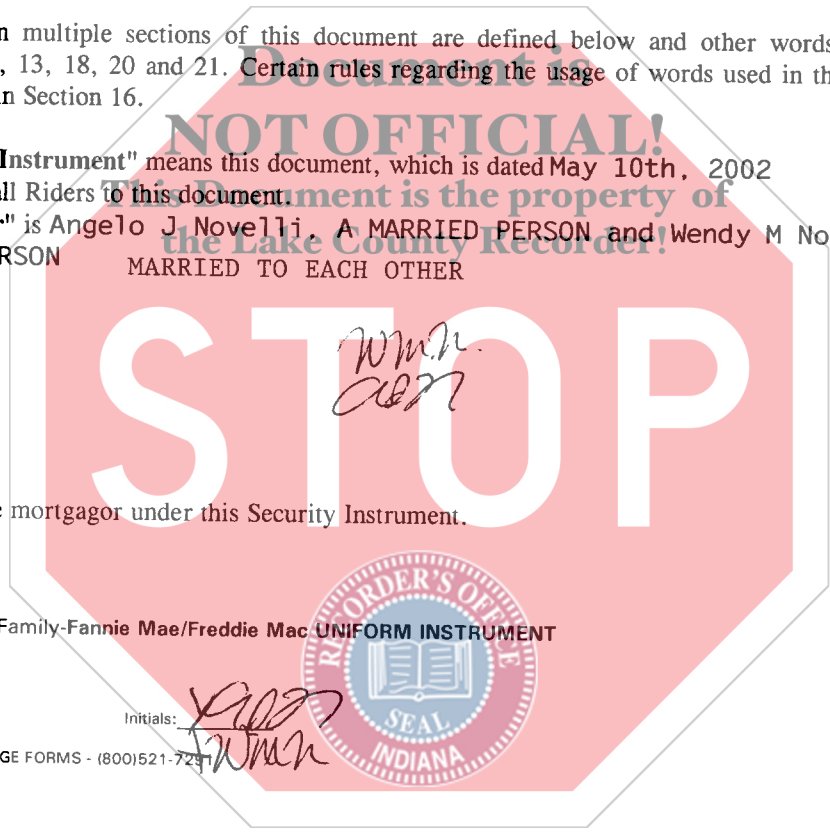 n multiple sections of this document are defined below and other words
, 13, 18, 20 and 21. Certain rules regarding the usage of words used in th
n Section 16.
Document is
NOT OFFICIAL!
This Document is the property of
the Lake County Recorder!
Instrument" means this document, which is dated May 10th, 2002
ll Riders to this document.
" is Angelo J Novelli, A MARRIED PERSON and Wendy M No
RSON MARRIED TO EACH OTHER
W.M.N.
AJN
STOP
e mortgagor under this Security Instrument.
Family-Fannie Mae/Freddie Mac UNIFORM INSTRUMENT
RECORDER'S OFFICE
SEAL
INDIANA
Initials: AJN
WMN
GE FORMS - (800)521-7291